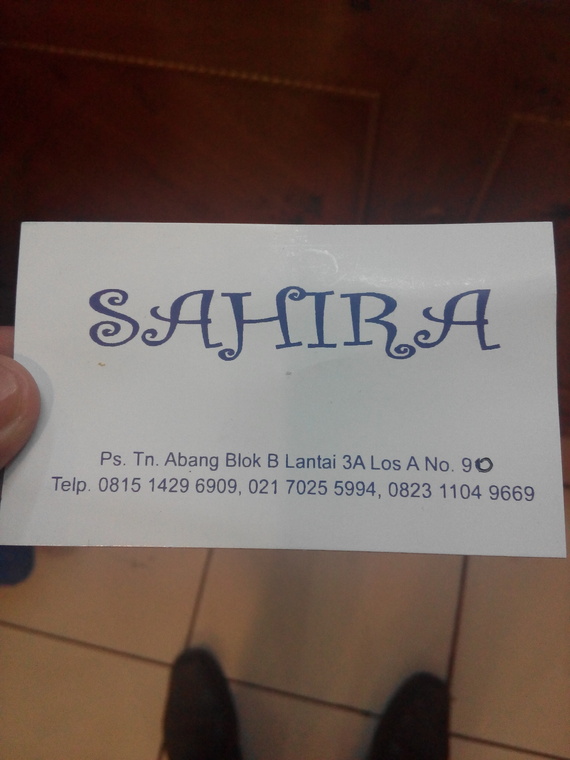 SAHIRA
Ps. Tn. Abang Blok B Lantai 3A Los A No. 90
Telp. 0815 1429 6909, 021 7025 5994, 0823 1104 9669